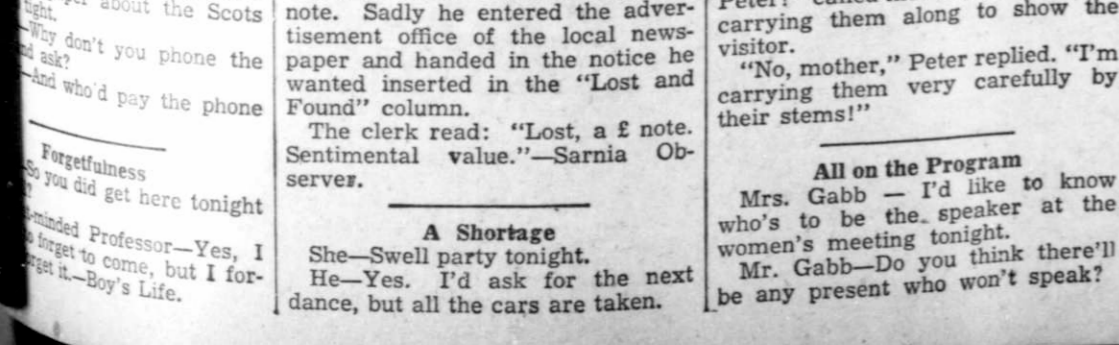 about the Scots
tight.
Why don't you phone the
ask?
And who'd pay the phone
Forgetfulness
So you did get here tonight
?
minded Professor—Yes, I
forget to come, but I for-
get it.—Boy's Life.
note. Sadly he entered the adver-
tisement office of the local news-
paper and handed in the notice he
wanted inserted in the "Lost and
Found" column.
The clerk read: "Lost, a £ note.
Sentimental value."—Sarnia Ob-
server.
A Shortage
She—Swell party tonight.
He—Yes. I'd ask for the next
dance, but all the cars are taken.
carrying them along to show the
visitor.
"No, mother," Peter replied. "I'm
carrying them very carefully by
their stems!"
All on the Program
Mrs. Gabb — I'd like to know
who's to be the speaker at the
women's meeting tonight.
Mr. Gabb—Do you think there'll
be any present who won't speak?